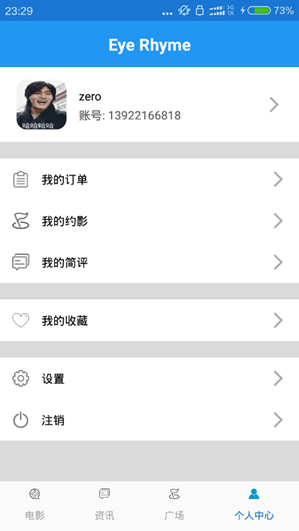 23:29
3G
1X
73%
Eye Rhyme
哈哈哈哈
zero
账号: 13922166818
我的订单
我的约影
我的简评
我的收藏
设置
注销
电影
资讯
广场
个人中心